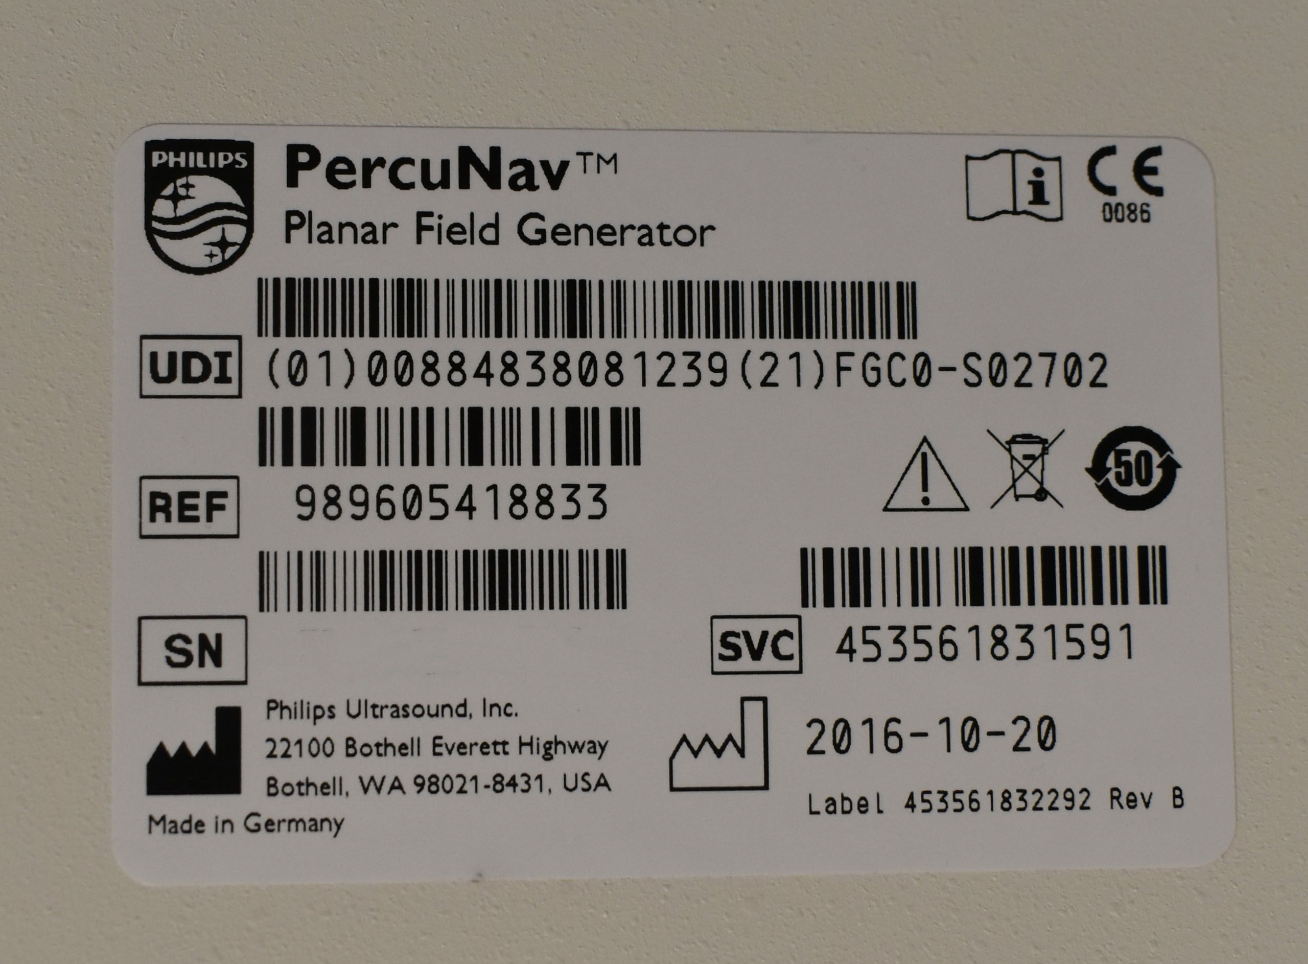 PHILIPS
PercuNav™
Planar Field Generator
i
CE
0086
UDI
(01)00884838081239(21)FGC0-S02702
REF
989605418833
50
SN
SVC
453561831591
Philips Ultrasound, Inc.
22100 Bothell Everett Highway
Bothell, WA 98021-8431, USA
Made in Germany
2016-10-20
Label 453561832292 Rev B